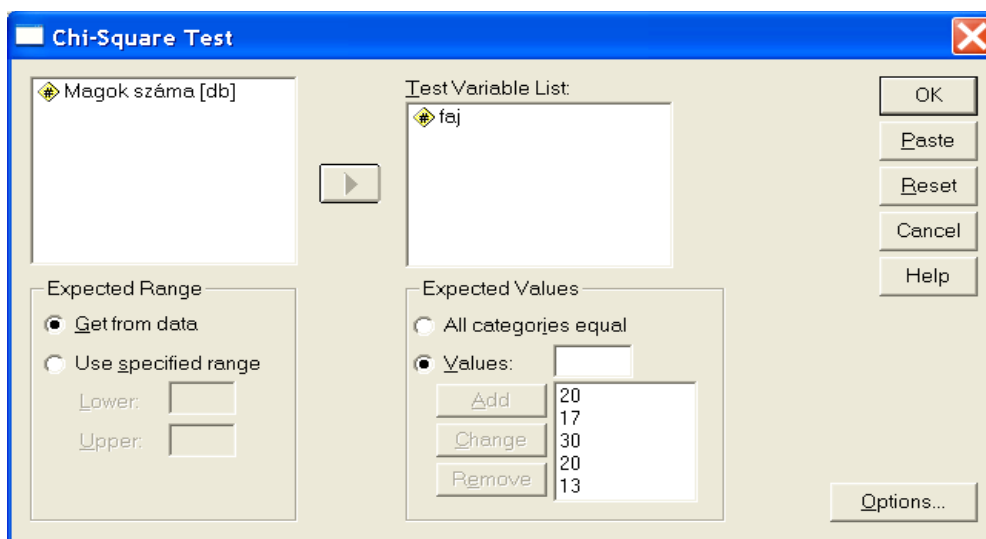 Chi-Square Test
Magok száma [db]
Test Variable List:
faj
OK
Paste
Reset
Cancel
Help
Expected Range
Get from data
Use specified range
Lower:
Upper:
Expected Values
All categories equal
Values:
Add
Change
Remove
20
17
30
20
13
Options...